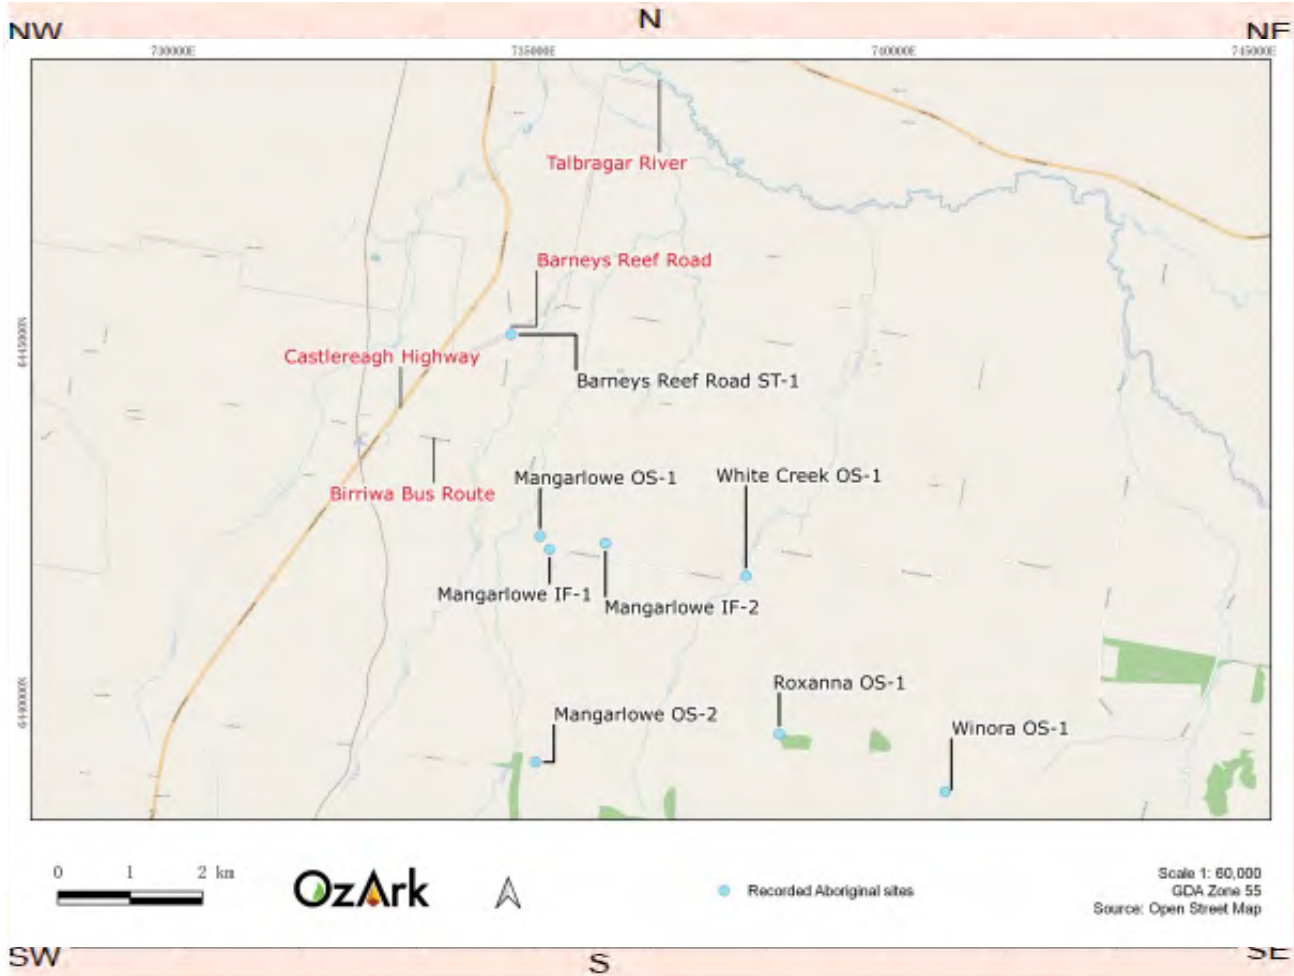 NW N NE
730000E 735000E 740000E 745000E
Talbragar River
Barneys Reef Road
6445000N
Castlereagh Highway
Barneys Reef Road ST-1
Mangarlowe OS-1
White Creek OS-1
Birriwa Bus Route
Mangarlowe IF-1
Mangarlowe IF-2
6440000N
Roxanna OS-1
Mangarlowe OS-2
Winora OS-1
0 1 2 km
OzArk
Recorded Aboriginal sites
Scale 1: 60,000
GDA Zone 55
Source: Open Street Map
SW S SE